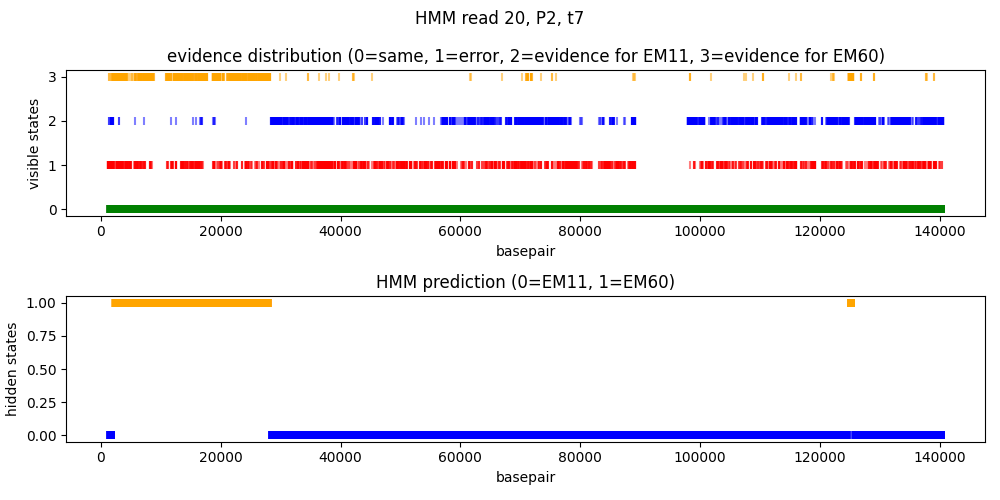 HMM read 20, P2, t7
evidence distribution (0=same, 1=error, 2=evidence for EM11, 3=evidence for EM60)
visible states
3
2
1
0
0 20000 40000 60000 80000 100000 120000 140000
basepair
HMM prediction (0=EM11, 1=EM60)
hidden states
1.00
0.75
0.50
0.25
0.00
0 20000 40000 60000 80000 100000 120000 140000
basepair